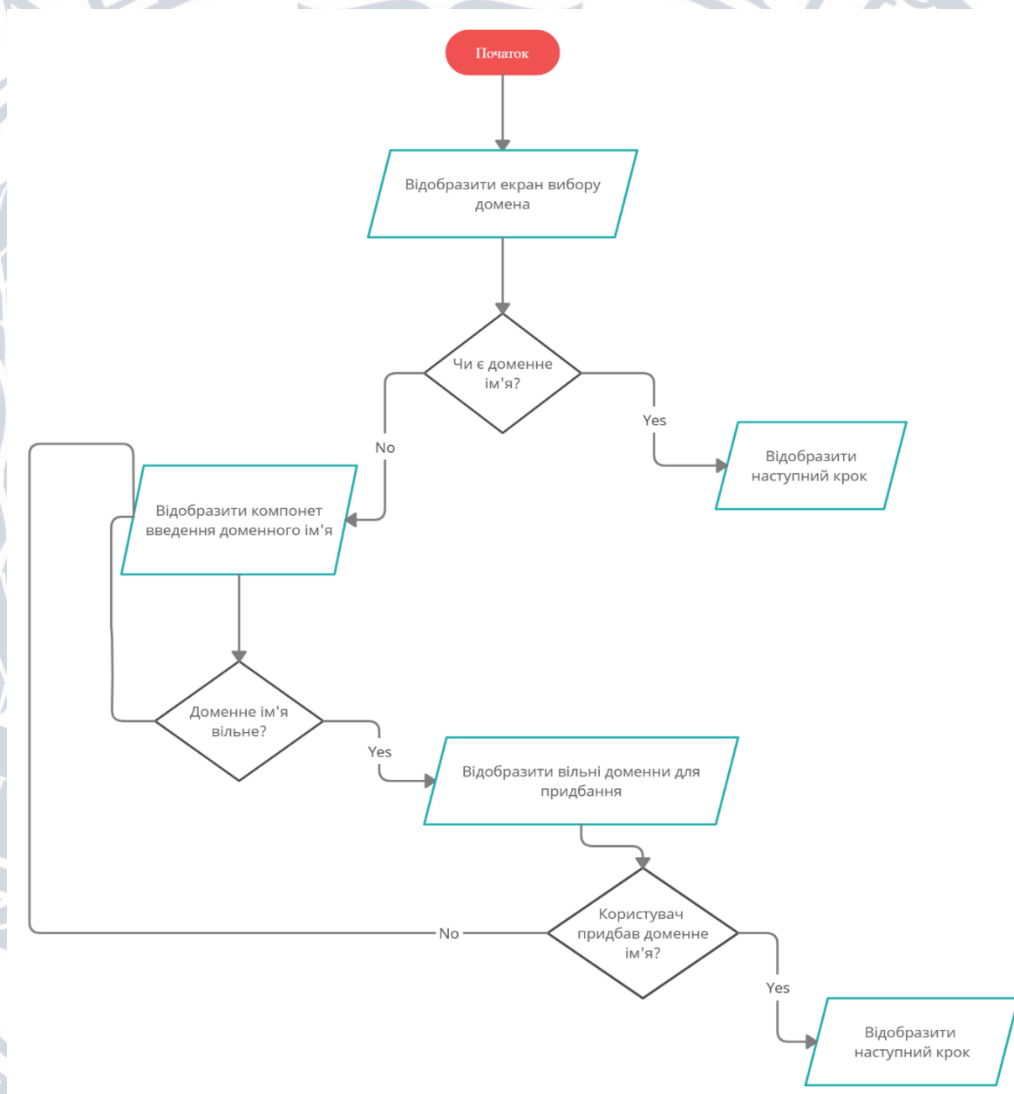 Початок
Відобразити екран вибору
домена
Чи є доменне
ім'я?
No
Yes
Відобразити
наступний крок
Відобразити компонет
введення доменного ім'я
Доменне ім'я
вільне?
Yes
Відобразити вільні доменни для
придбання
Користувач
придбав доменне
ім'я?
No
Yes
Відобразити
наступний крок